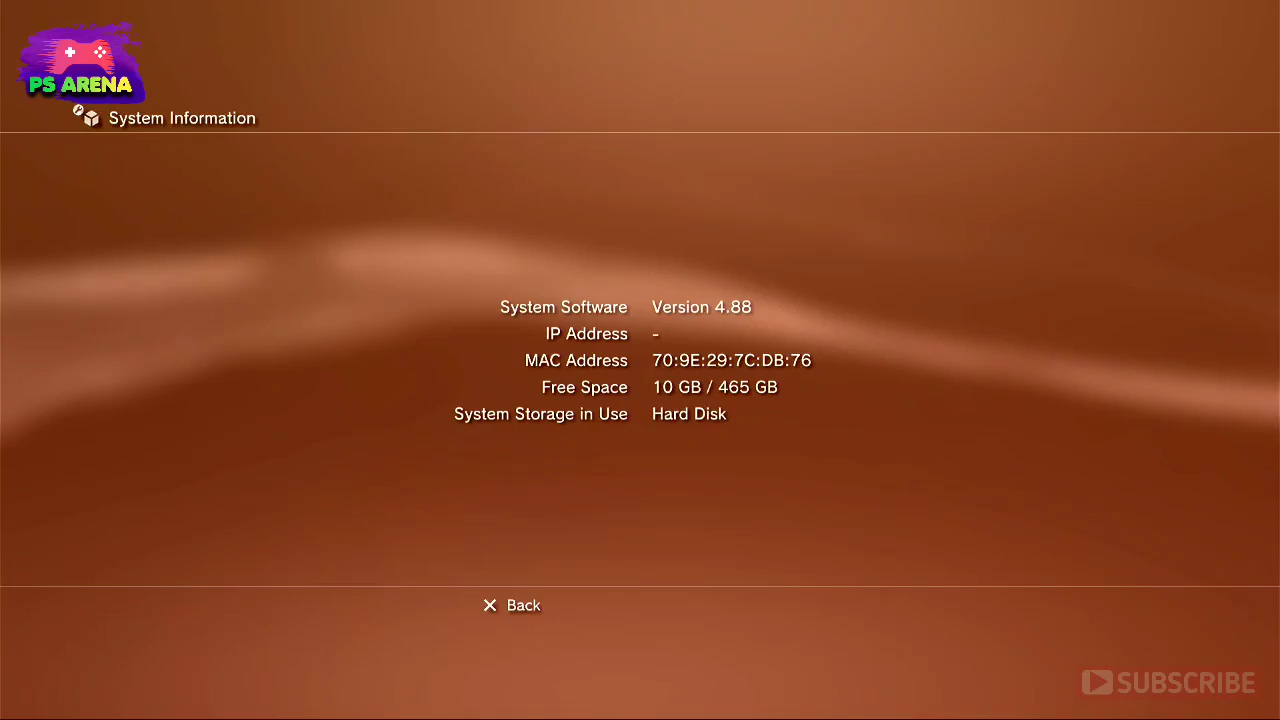 PS ARENA
System Information
System Software Version 4.88
IP Address -
MAC Address 70:9E:29:7C:DB:76
Free Space 10 GB / 465 GB
System Storage in Use Hard Disk
Back
SUBSCRIBE